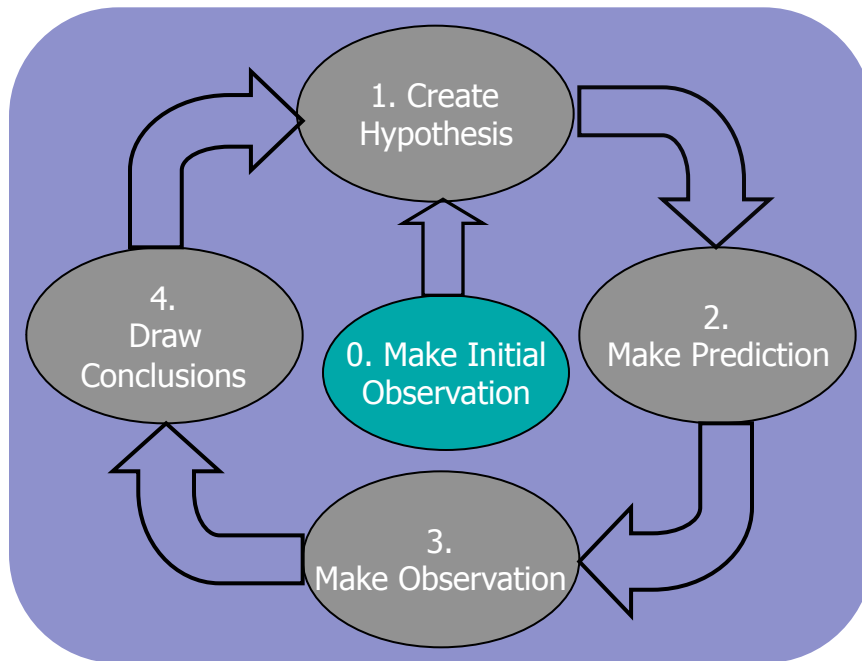 1. Create
Hypothesis
2.
Make Prediction
3.
Make Observation
4.
Draw
Conclusions
0. Make Initial
Observation